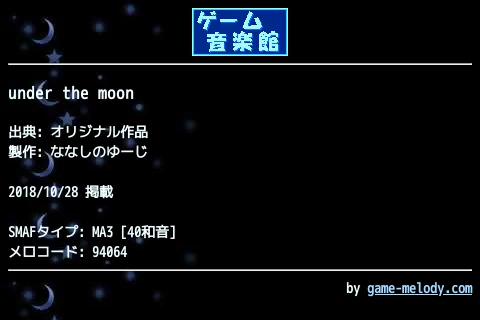 ゲーム
音楽館
under the moon
出典: オリジナル作品
製作: ななしのゆーじ
2018/10/28 掲載
SMAFタイプ: MA3 [40和音]
メロコード: 94064
by game-melody.com